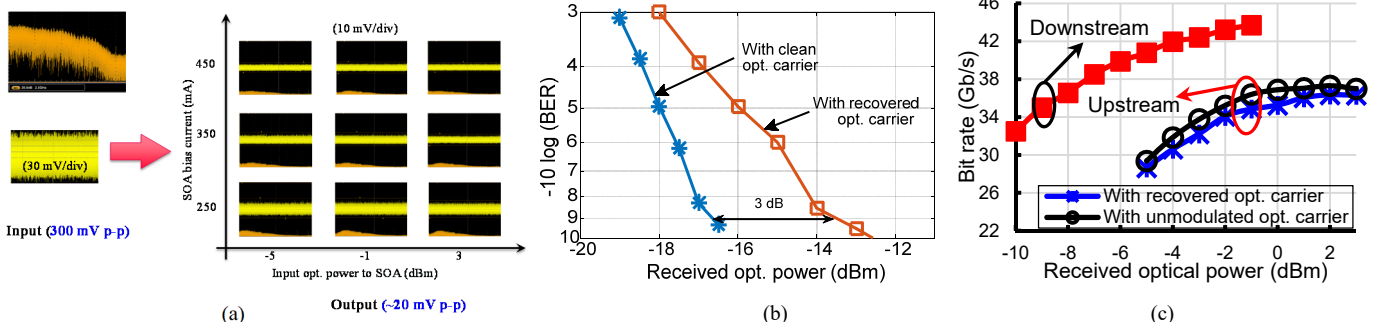 (10 mV/div)
SOA bias current (mA)
450
350
250
(30 mV/div)
Input (300 mV p-p)
-5
-1
3
Input opt. power to SOA (dBm)
Output (~20 mV p-p)
(a)
-10 log (BER)
3
4
5
6
7
8
9
10
With clean
opt. carrier
With recovered
opt. carrier
3 dB
-20
-18
-16
-14
-12
Received opt. power (dBm)
(b)
Bit rate (Gb/s)
46
42
38
34
30
26
22
Downstream
Upstream
With recovered opt. carrier
With unmodulated opt. carrier
-10
-8
-6
-4
-2
0
2
Received optical power (dBm)
(c)